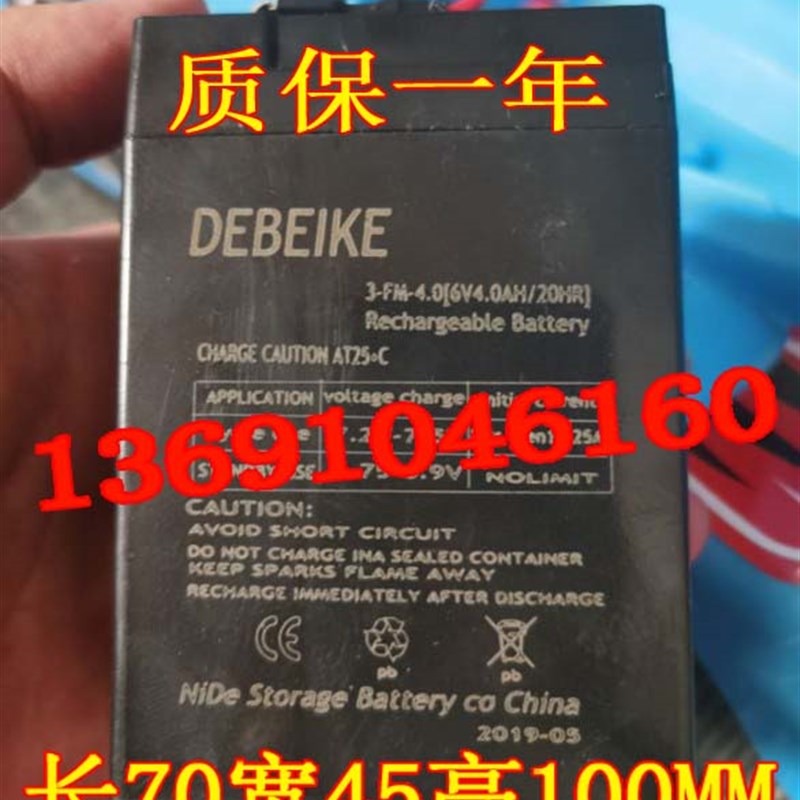 质保一年
DEBEIKE
3-FM-4.0[6V4.0AH/20HR]
Rechargeable Battery
CHARGE CAUTION AT25°C
APPLICATION voltage charge
13691046160
NOLIMIT
CAUTION:
AVOID SHORT CIRCUIT
DO NOT CHARGE INA SEALED CONTAINER
KEEP SPARKS FLAME AWAY
RECHARGE IMMEDIATELY AFTER DISCHARGE
CE
pb pb
NiDe Storage Battery co China
2019-05
长70宽45高100MM